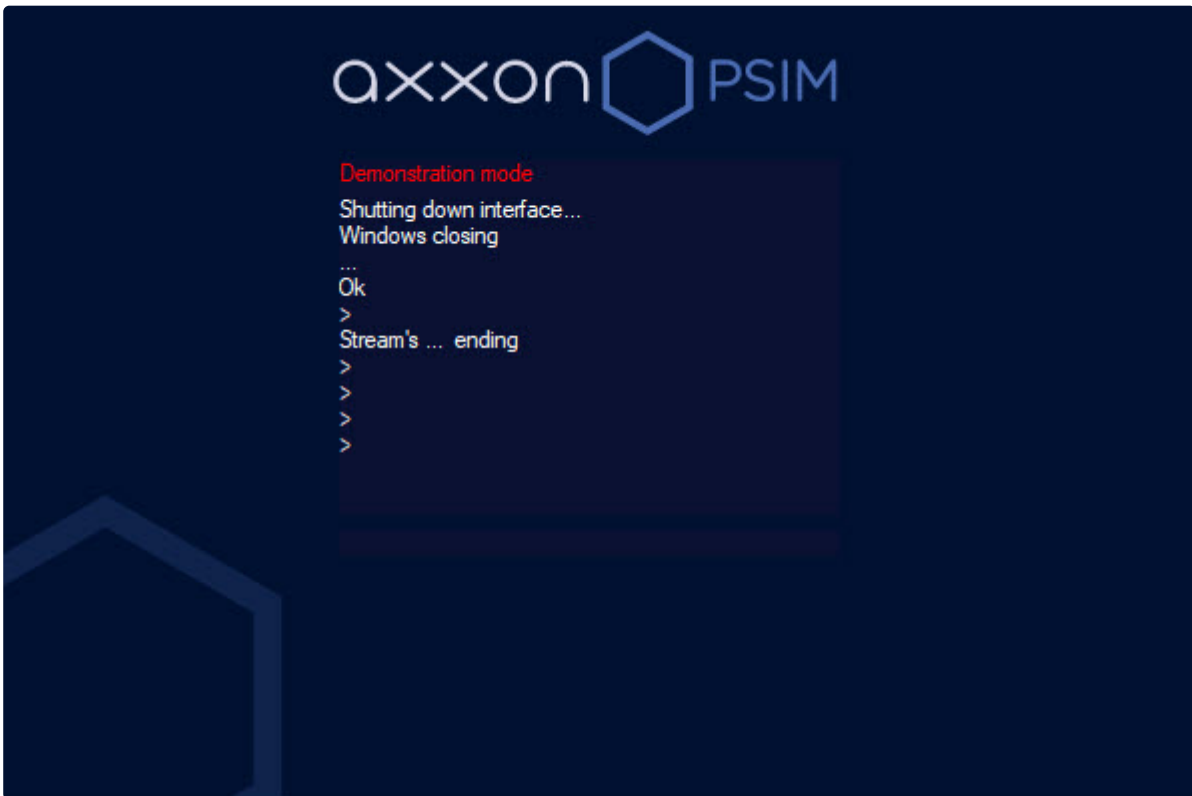 axxon PSIM
Demonstration mode
Shutting down interface...
Windows closing
...
Ok
>
Stream's ... ending
>
>
>
>